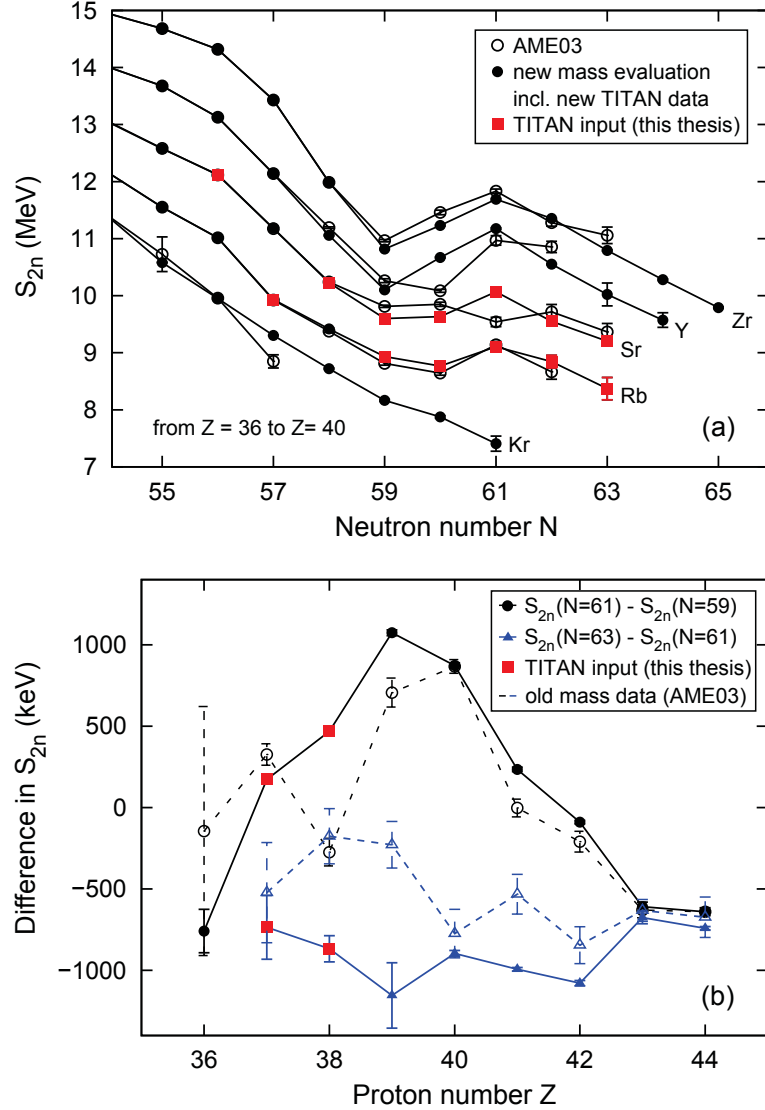 15
14
13
12
11
10
9
8
7
S2n (MeV)
AME03
new mass evaluation
incl. new TITAN data
TITAN input (this thesis)
Zr
Y
Sr
Rb
Kr
from Z = 36 to Z= 40
(a)
55 57 59 61 63 65
Neutron number N
1000
500
0
−500
−1000
Difference in S2n (keV)
S2n(N=61) - S2n(N=59)
S2n(N=63) - S2n(N=61)
TITAN input (this thesis)
old mass data (AME03)
(b)
36 38 40 42 44
Proton number Z